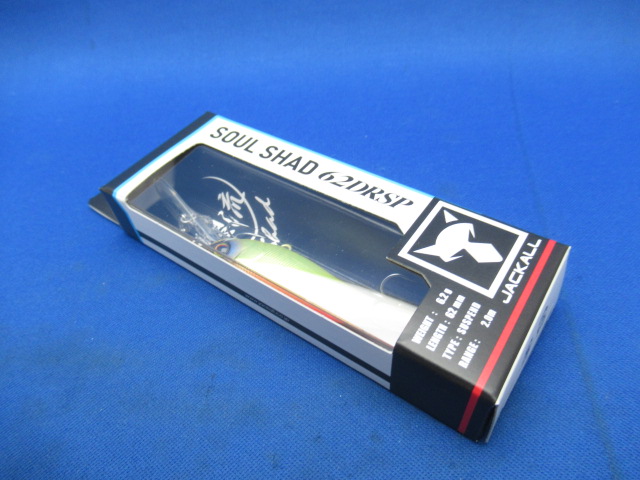 SOUL SHAD 62DRSP
JACKALL
WEIGHT : 6.2g
LENGTH : 62mm
TYPE : SUSPEND
RANGE : 2.0m